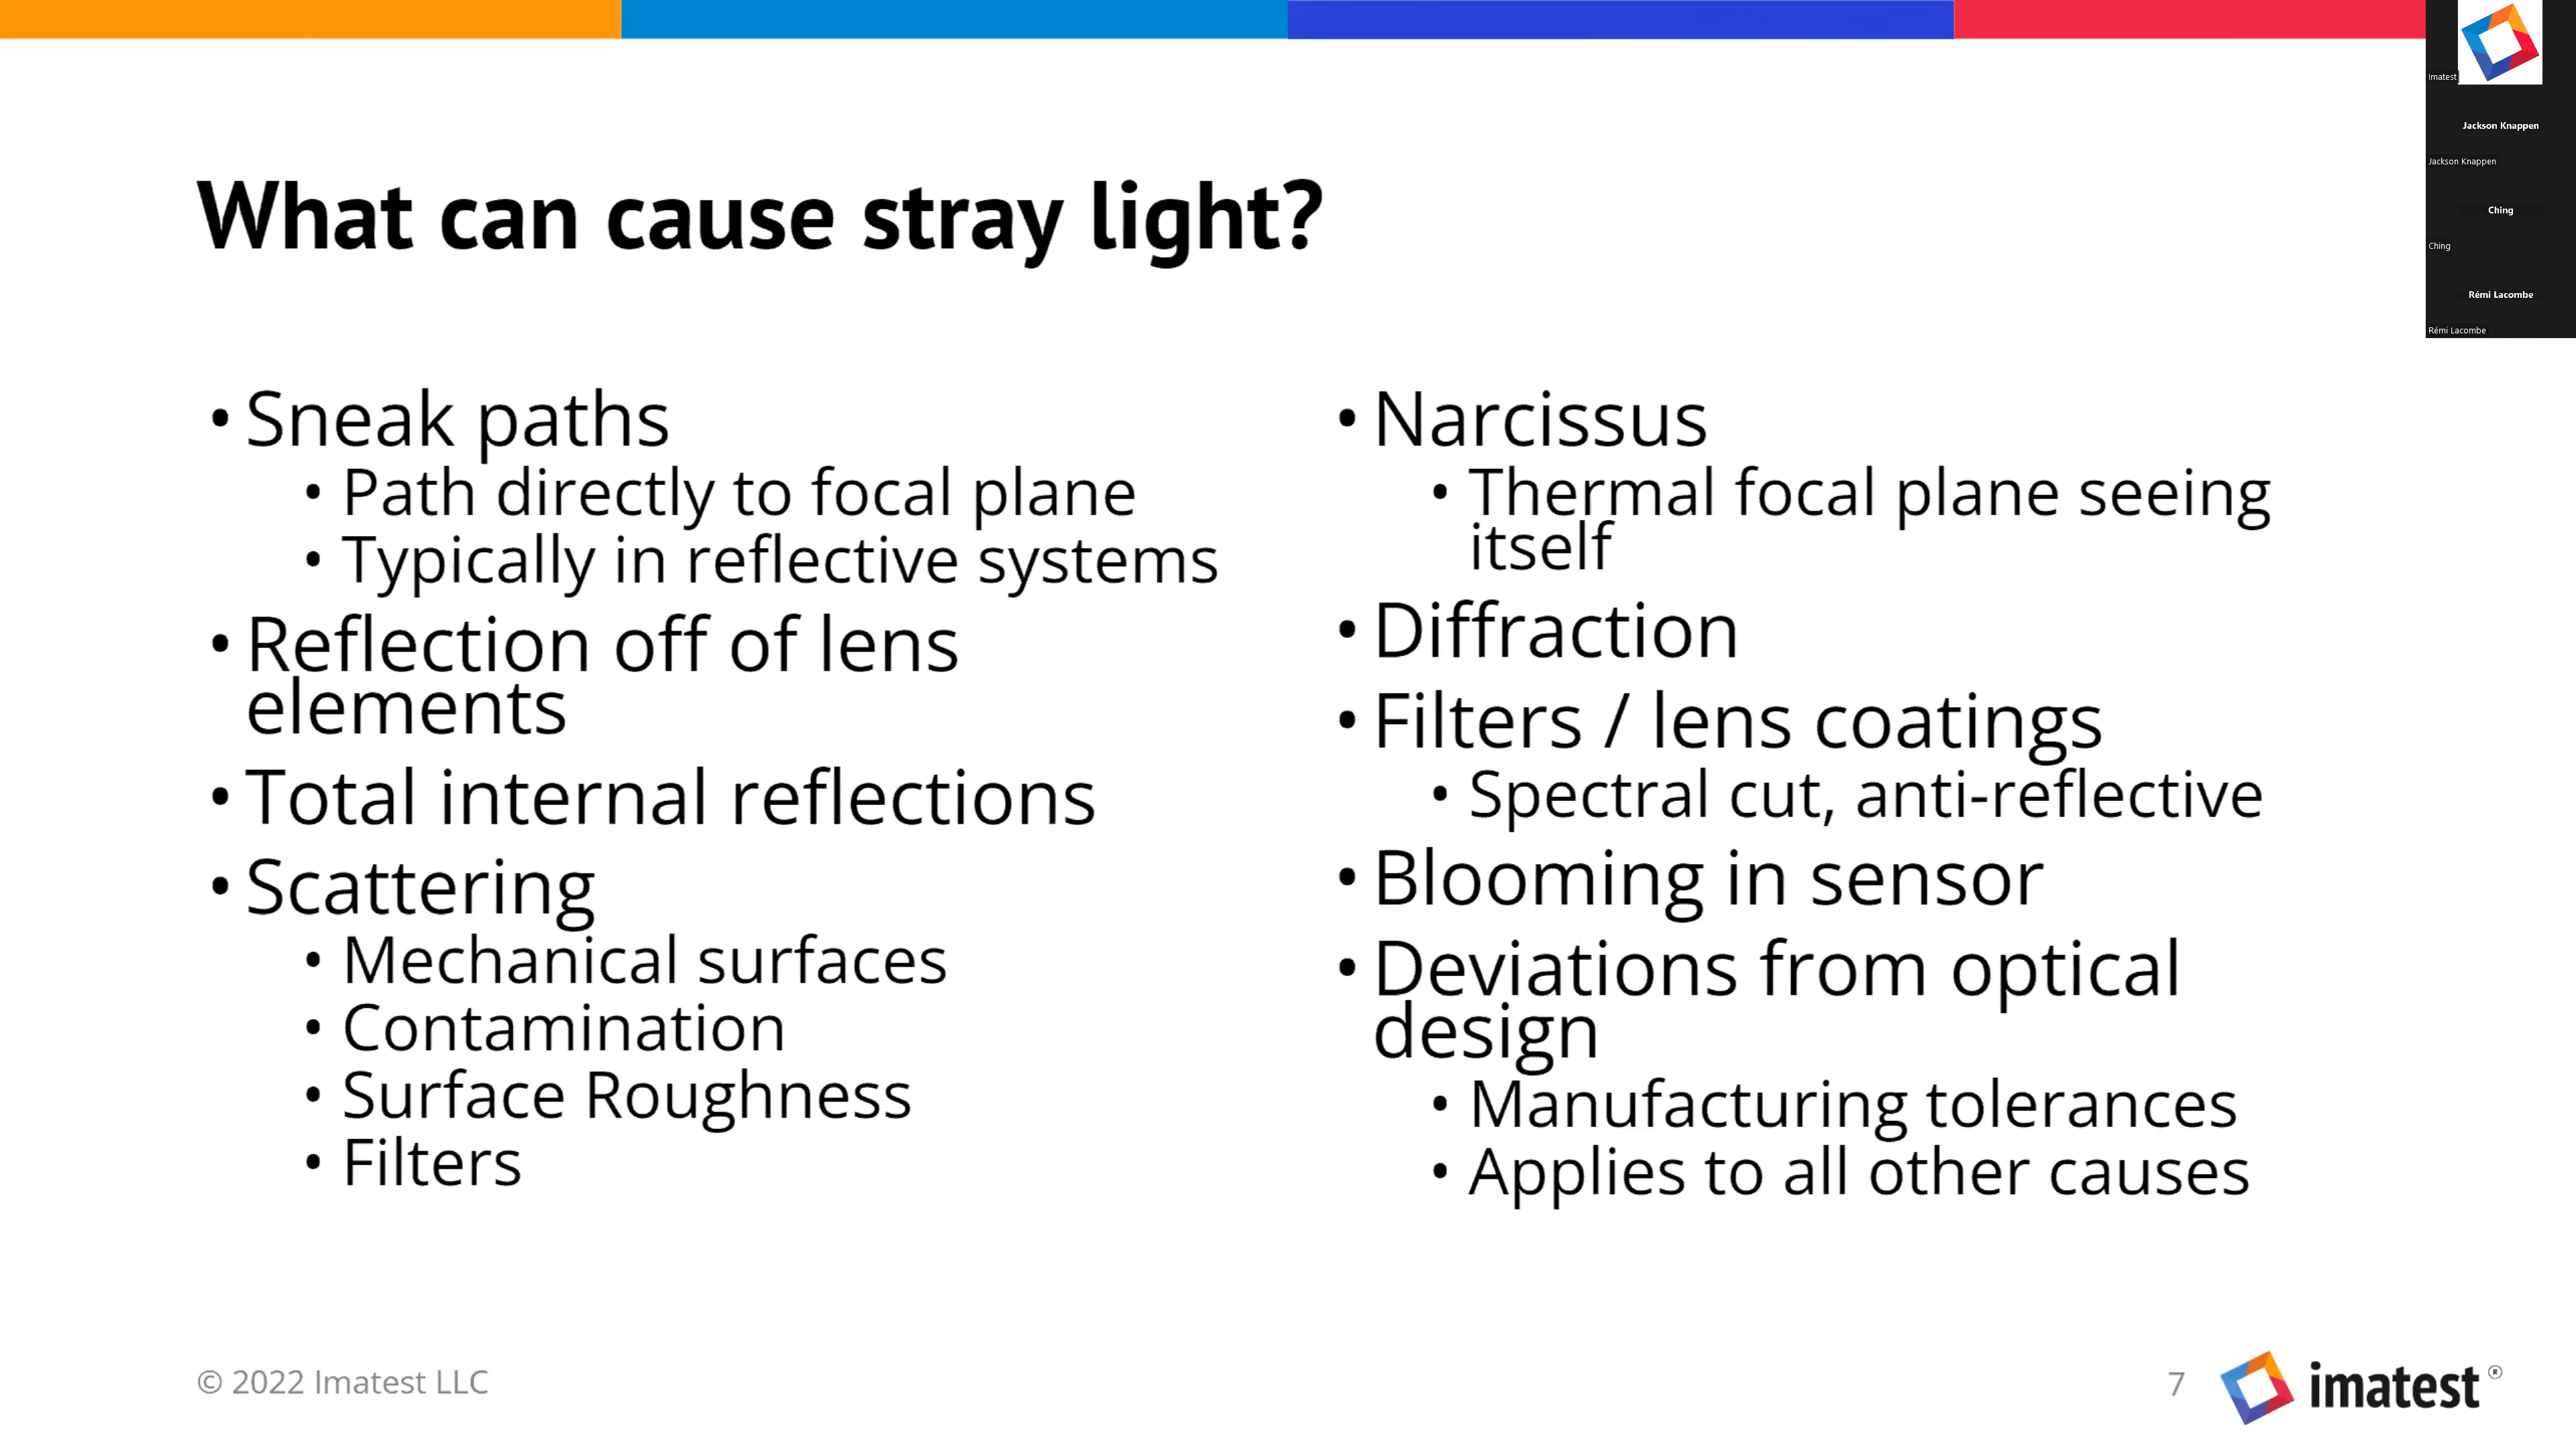 What can cause stray light?
• Sneak paths
• Path directly to focal plane
• Typically in reflective systems
• Reflection off of lens
elements
• Total internal reflections
• Scattering
• Mechanical surfaces
• Contamination
• Surface Roughness
• Filters
• Narcissus
• Thermal focal plane seeing
itself
• Diffraction
• Filters / lens coatings
• Spectral cut, anti-reflective
• Blooming in sensor
• Deviations from optical
design
• Manufacturing tolerances
• Applies to all other causes
© 2022 Imatest LLC
7
imatest®
Imatest
Jackson Knappen
Jackson Knappen
Ching
Ching
Rémi Lacombe
Rémi Lacombe